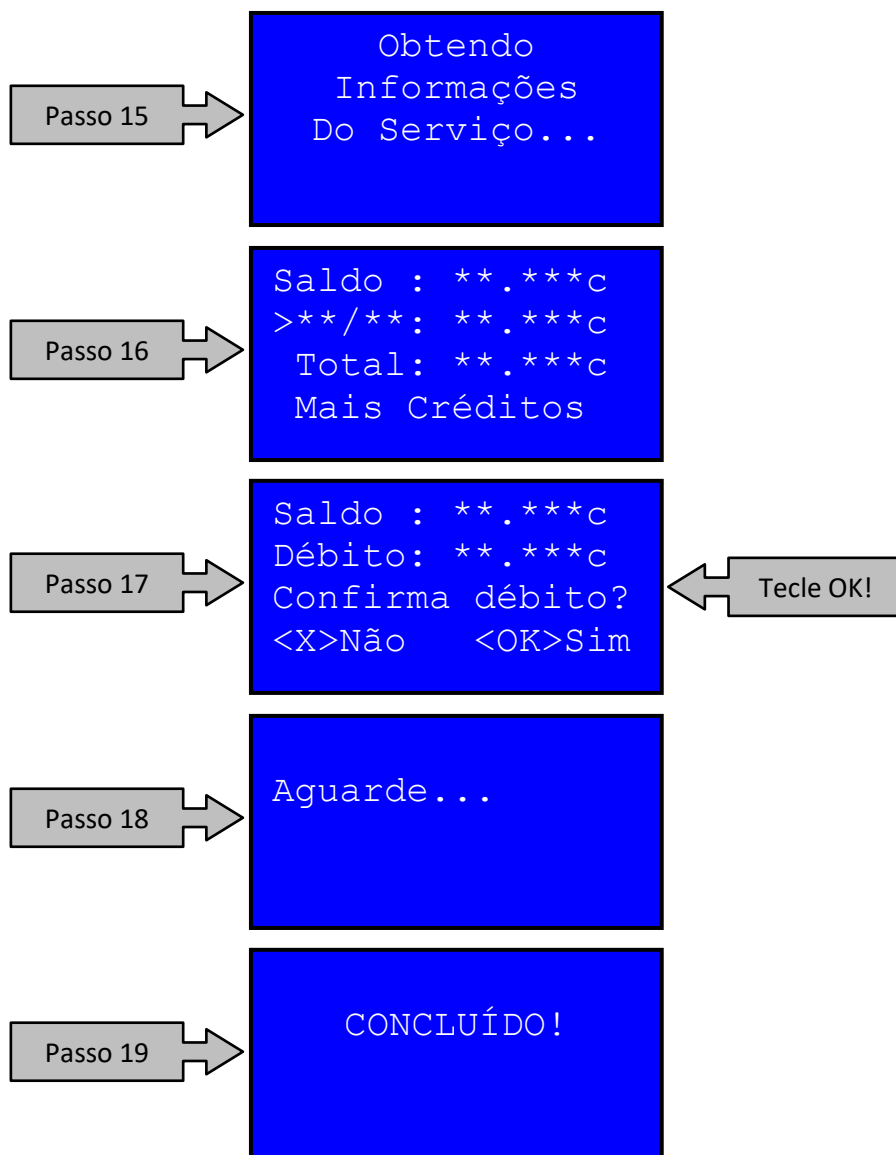 Passo 15
Obtendo
Informações
Do Serviço...
Passo 16
Saldo : **.***c
>**/**: **.***c
Total: **.***c
Mais Créditos
Passo 17
Saldo : **.***c
Débito: **.***c
Confirma débito?
<X>Não <OK>Sim
Tecle OK!
Passo 18
Aguarde...
Passo 19
CONCLUÍDO!